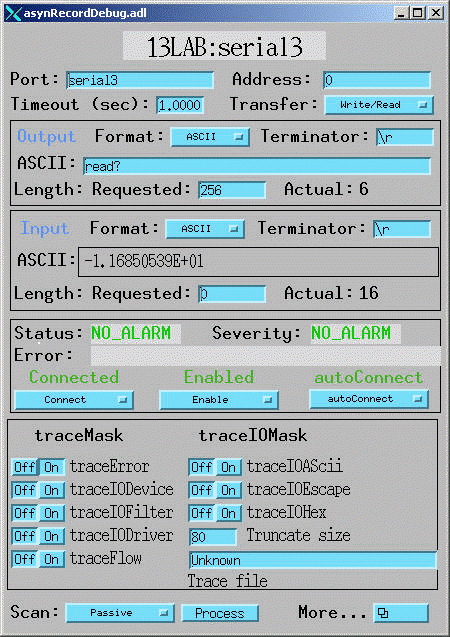 asynRecordDebug.adl
13LAB:serial3
Port: serial3 Address: 0
Timeout (sec): 1.0000 Transfer: Write/Read
Output Format: ASCII Terminator: \r
ASCII: read?
Length: Requested: 256 Actual: 6
Input Format: ASCII Terminator: \r
ASCII: -1.16850539E+01
Length: Requested: 0 Actual: 16
Status: NO_ALARM Severity: NO_ALARM
Error:
Connected Enabled autoConnect
Connect Enable autoConnect
traceMask traceIOMask
Off On traceError Off On traceIOAScii
Off On traceIODevice Off On traceIOEscape
Off On traceIOFilter Off On traceIOHex
Off On traceIODriver 80 Truncate size
Off On traceFlow Unknown
Trace file
Scan: Passive Process More...